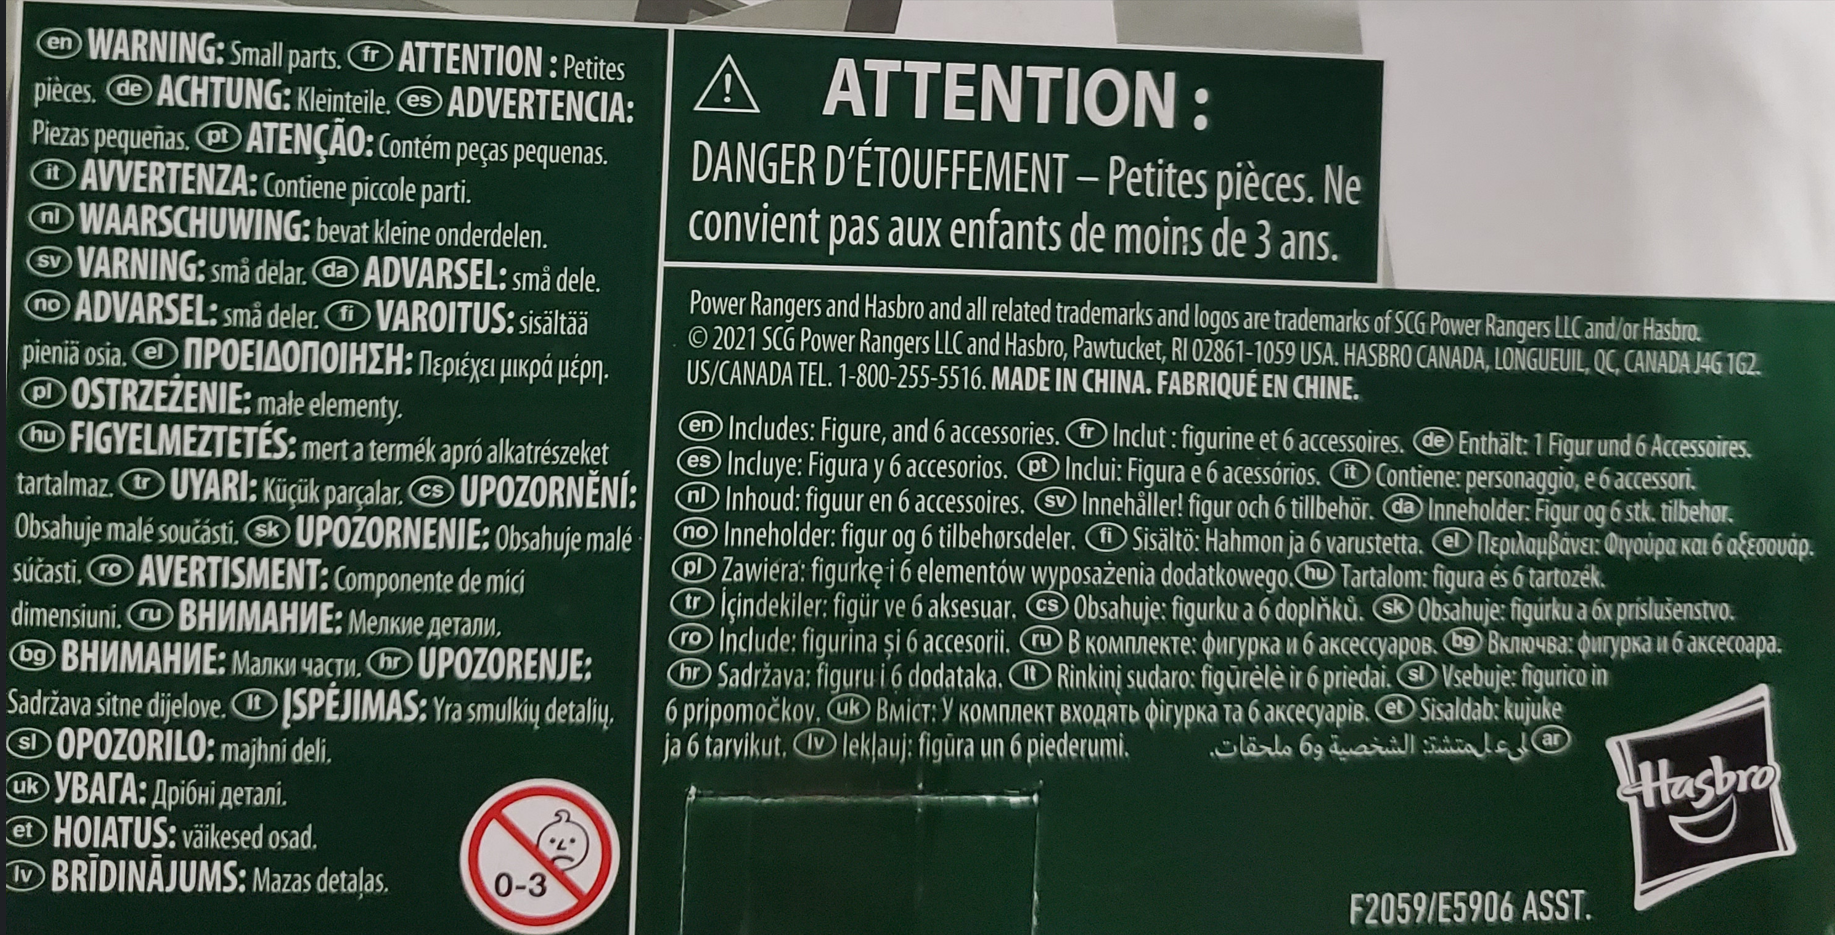 en WARNING: Small parts. fr ATTENTION : Petites
pièces. de ACHTUNG: Kleinteile. es ADVERTENCIA:
Piezas pequeñas. pt ATENÇÃO: Contém peças pequenas.
it AVVERTENZA: Contiene piccole parti.
nl WAARSCHUWING: bevat kleine onderdelen.
sv VARNING: små delar. da ADVARSEL: små dele.
no ADVARSEL: små deler. fi VAROITUS: sisältää
pieniä osia. el ΠΡΟΕΙΔΟΠΟΙΗΣΗ: Περιέχει μικρά μέρη.
pl OSTRZEŻENIE: małe elementy.
hu FIGYELMEZTETÉS: mert a termék apró alkatrészeket
tartalmaz. tr UYARI: Küçük parçalar. cs UPOZORNĚNÍ:
Obsahuje malé součásti. sk UPOZORNENIE: Obsahuje malé
súčasti. ro AVERTISMENT: Componente de mici
dimensiuni. ru ВНИМАНИЕ: Мелкие детали.
bg ВНИМАНИЕ: Малки части. hr UPOZORENJE:
Sadržava sitne dijelove. lt ĮSPĖJIMAS: Yra smulkių detalių.
sl OPOZORILO: majhni deli.
uk УВАГА: Дрібні деталі.
et HOIATUS: väikesed osad.
lv BRĪDINĀJUMS: Mazas detaļas.
0-3
ATTENTION :
DANGER D'ÉTOUFFEMENT – Petites pièces. Ne
convient pas aux enfants de moins de 3 ans.
Power Rangers and Hasbro and all related trademarks and logos are trademarks of SCG Power Rangers LLC and/or Hasbro.
© 2021 SCG Power Rangers LLC and Hasbro, Pawtucket, RI 02861-1059 USA. HASBRO CANADA, LONGUEUIL, QC, CANADA J4G 1G2.
US/CANADA TEL. 1-800-255-5516. MADE IN CHINA. FABRIQUÉ EN CHINE.
en Includes: Figure, and 6 accessories. fr Inclut : figurine et 6 accessoires. de Enthält: 1 Figur und 6 Accessoires.
es Incluye: Figura y 6 accesorios. pt Inclui: Figura e 6 acessórios. it Contiene: personaggio, e 6 accessori.
nl Inhoud: figuur en 6 accessoires. sv Innehåller! figur och 6 tillbehör. da Inneholder: Figur og 6 stk. tilbehør.
no Inneholder: figur og 6 tilbehørsdeler. fi Sisältö: Hahmon ja 6 varustetta. el Περιλαμβάνει: Φιγούρα και 6 αξεσουάρ.
pl Zawiera: figurkę i 6 elementów wyposażenia dodatkowego. hu Tartalom: figura és 6 tartozék.
tr İçindekiler: figür ve 6 aksesuar. cs Obsahuje: figurku a 6 doplňků. sk Obsahuje: figúrku a 6x príslušenstvo.
ro Include: figurina și 6 accesorii. ru В комплекте: фигурка и 6 аксессуаров. bg Включва: фигурка и 6 аксесоара.
hr Sadržava: figuru i 6 dodataka. lt Rinkinį sudaro: figūrėlė ir 6 priedai. sl Vsebuje: figurico in
6 pripomočkov. uk Вміст: У комплект входять фігурка та 6 аксесуарів. et Sisaldab: kujuke
ja 6 tarvikut. lv Iekļauj: figūra un 6 piederumi. ar الشخصية و6 ملحقات.
Hasbro
F2059/E5906 ASST.